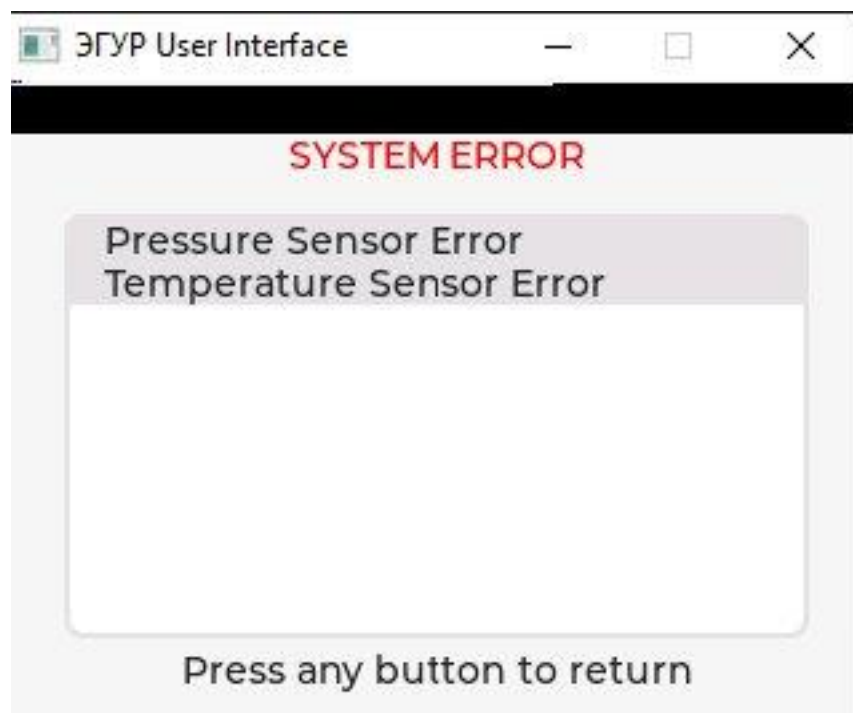 ЭГУР User Interface
SYSTEM ERROR
Pressure Sensor Error
Temperature Sensor Error
Press any button to return